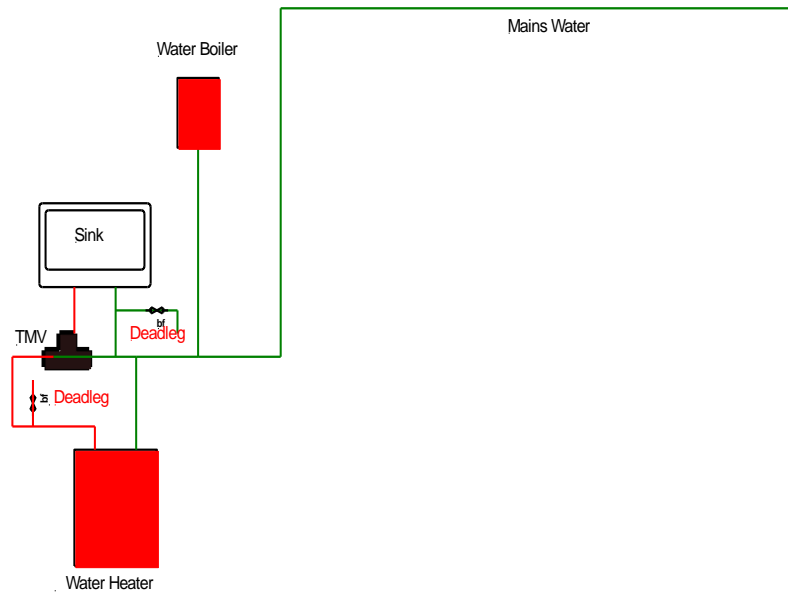 Mains Water
Water Boiler
Sink
bf
Deadleg
TMV
bf
Deadleg
Water Heater